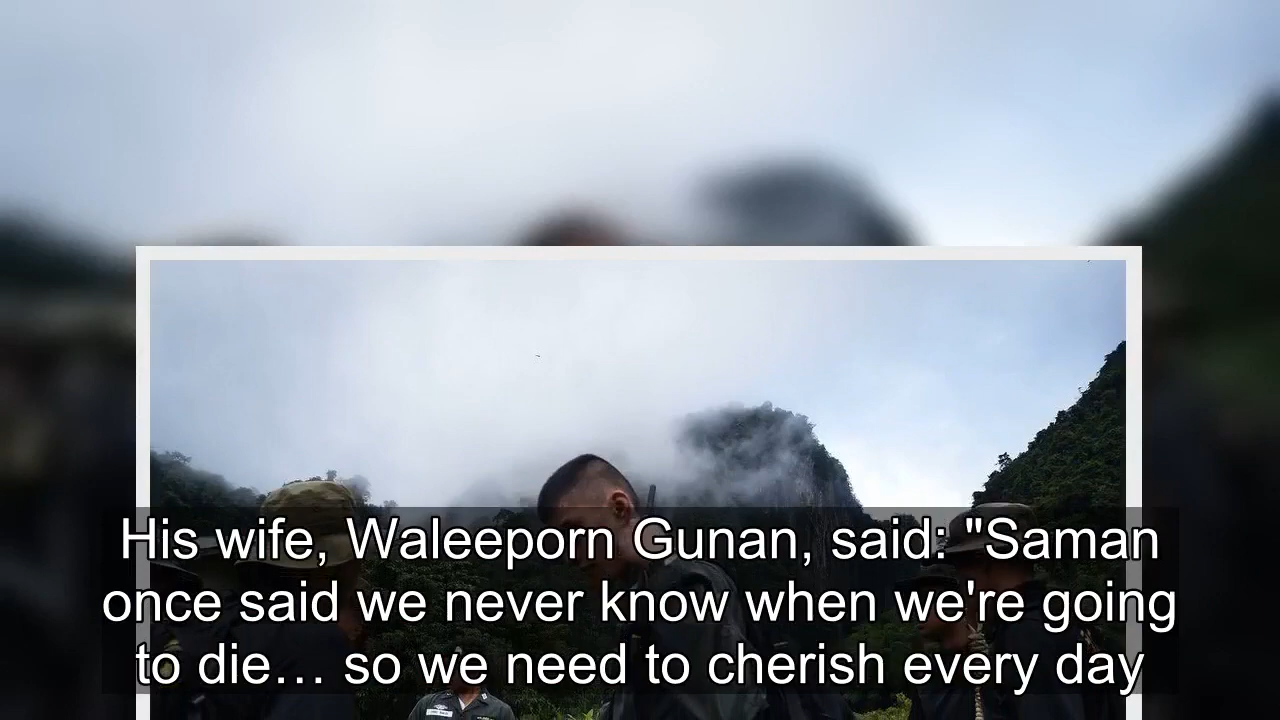 His wife, Waleeporn Gunan, said: "Saman
once said we never know when we're going
to die… so we need to cherish every day